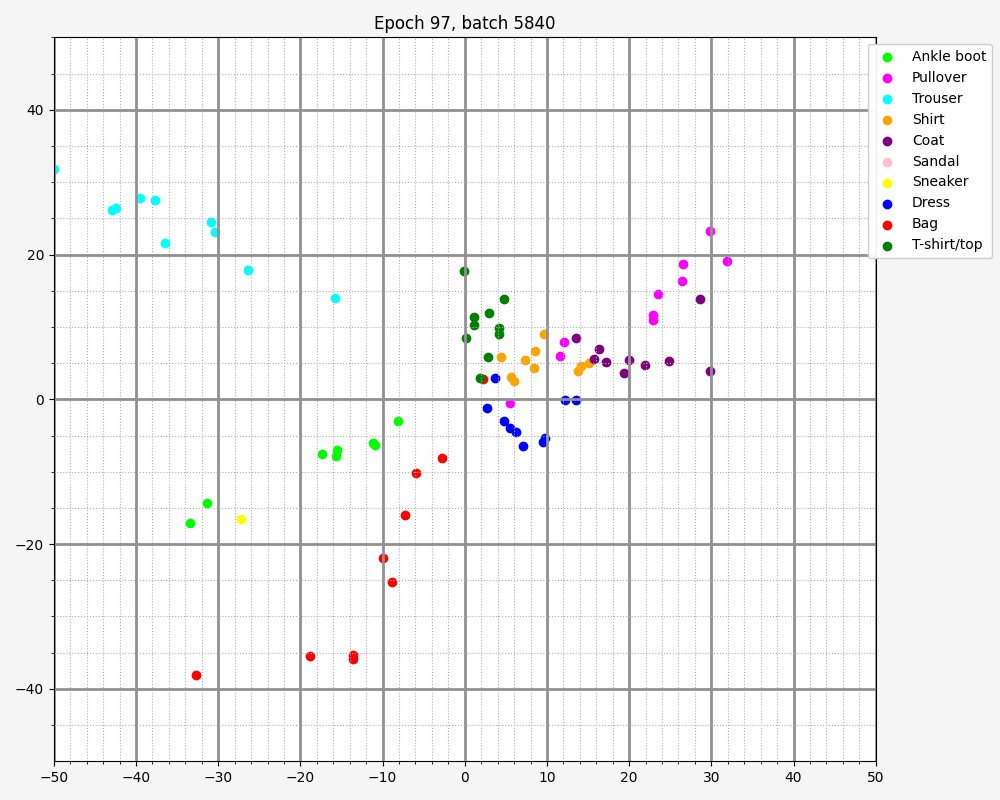 Epoch 97, batch 5840
Ankle boot
Pullover
Trouser
Shirt
Coat
Sandal
Sneaker
Dress
Bag
T-shirt/top
40
20
0
−20
−40
−50
−40
−30
−20
−10
0
10
20
30
40
50